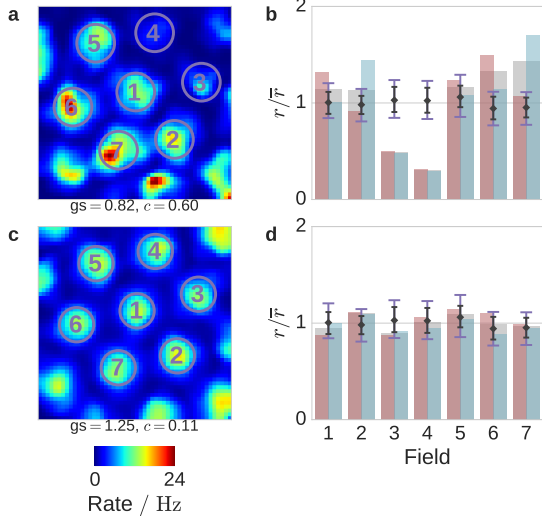 a
5
4
3
1
6
2
7
gs = 0.82, c = 0.60
b
2
1
0
r/r̅
c
5
4
3
1
6
2
7
gs = 1.25, c = 0.11
d
2
1
0
r/r̅
1 2 3 4 5 6 7
Field
0 24
Rate / Hz